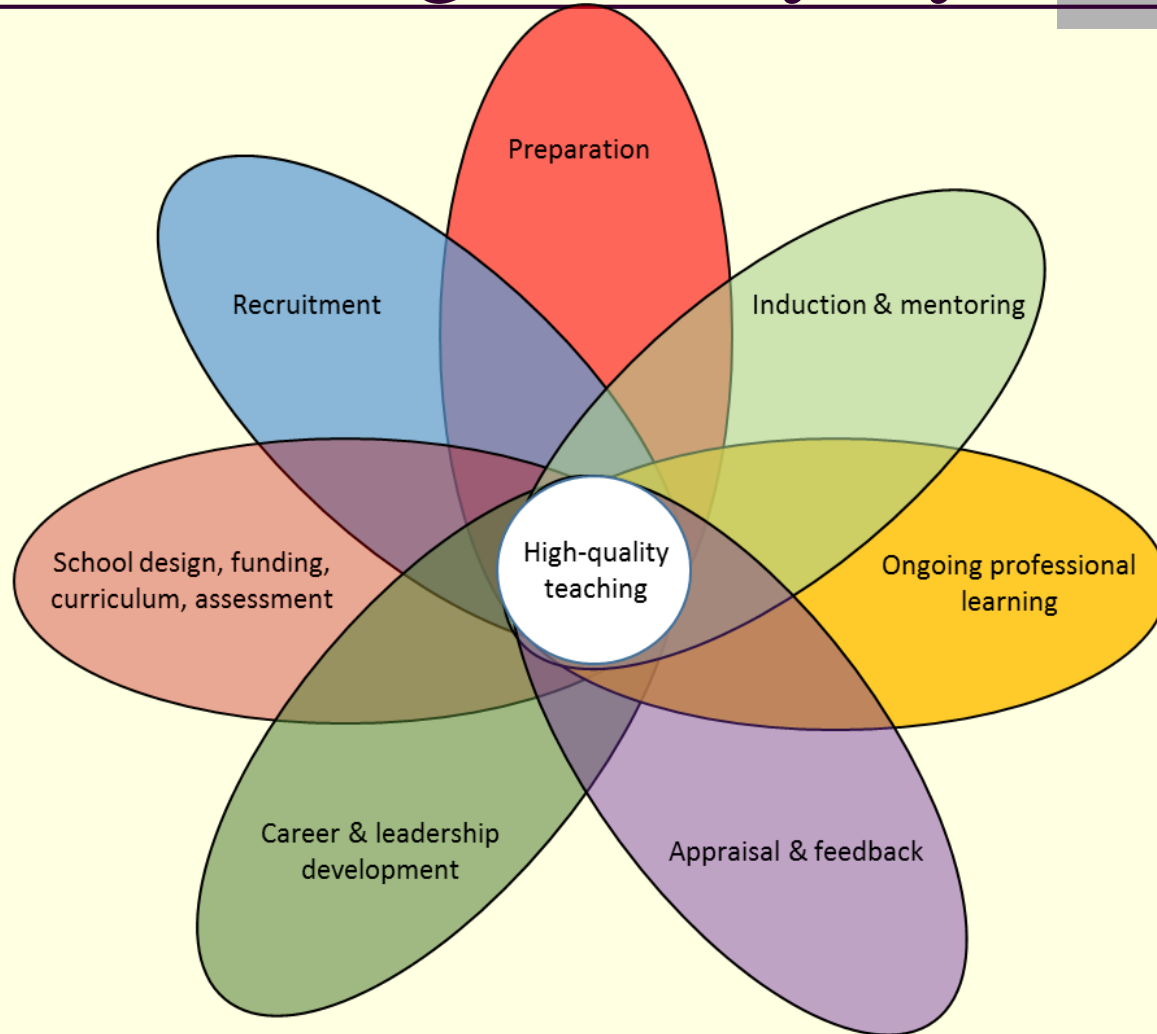 Preparation
Recruitment
Induction & mentoring
School design, funding,
curriculum, assessment
High-quality
teaching
Ongoing professional
learning
Career & leadership
development
Appraisal & feedback